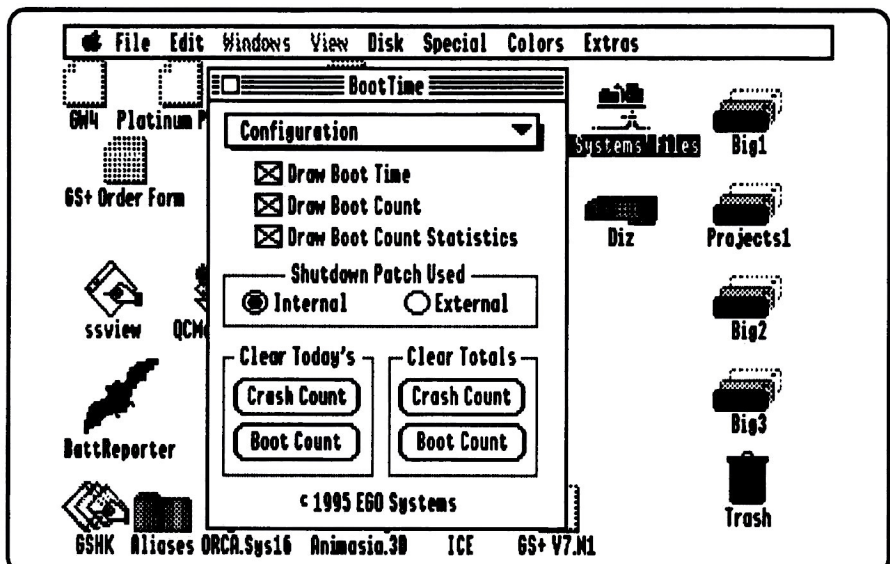 File Edit Windows View Disk Special Colors Extras
BootTime
GW4
Platinum P
GS+ Order Form
Configuration
Draw Boot Time
Draw Boot Count
Draw Boot Count Statistics
Shutdown Patch Used
Internal
External
Clear Today's
Crash Count
Boot Count
Clear Totals
Crash Count
Boot Count
© 1995 EGO Systems
Systems Files
Big1
Diz
Projects1
ssview
Big2
BattReporter
Big3
Trash
GSHK
Aliases
ORCA.Sys16
Animasia.3D
ICE
GS+ V7.N1